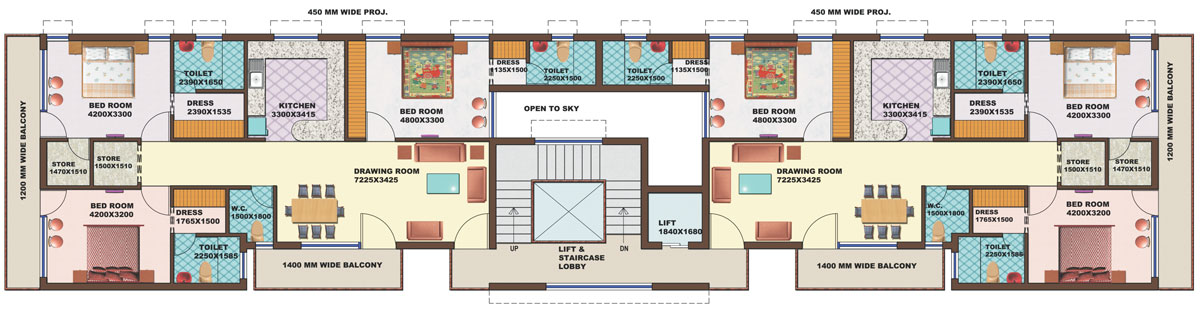 450 MM WIDE PROJ.
450 MM WIDE PROJ.
1200 MM WIDE BALCONY
BED ROOM
4200X3300
TOILET
2390X1650
DRESS
2390X1535
KITCHEN
3300X3415
BED ROOM
4800X3300
DRESS
1135X1500
TOILET
2250X1500
TOILET
2250X1500
DRESS
1135X1500
BED ROOM
4800X3300
KITCHEN
3300X3415
TOILET
2390X1650
DRESS
2390X1535
BED ROOM
4200X3300
1200 MM WIDE BALCONY
OPEN TO SKY
STORE
1470X1510
STORE
1500X1510
DRAWING ROOM
7225X3425
DRAWING ROOM
7225X3425
STORE
1500X1510
STORE
1470X1510
BED ROOM
4200X3200
DRESS
1765X1500
W.C.
1500X1800
TOILET
2250X1585
UP
DN
LIFT &
STAIRCASE
LOBBY
LIFT
1840X1680
W.C.
1500X1800
DRESS
1765X1500
TOILET
2250X1585
BED ROOM
4200X3200
1400 MM WIDE BALCONY
1400 MM WIDE BALCONY